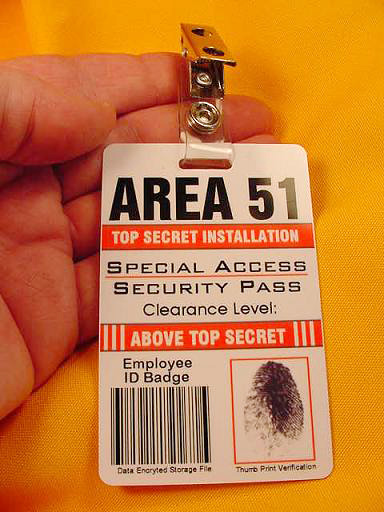 AREA 51
TOP SECRET INSTALLATION
SPECIAL ACCESS
SECURITY PASS
Clearance Level:
ABOVE TOP SECRET
Employee
ID Badge
Data Encryted Storage File
Thumb Print Verification